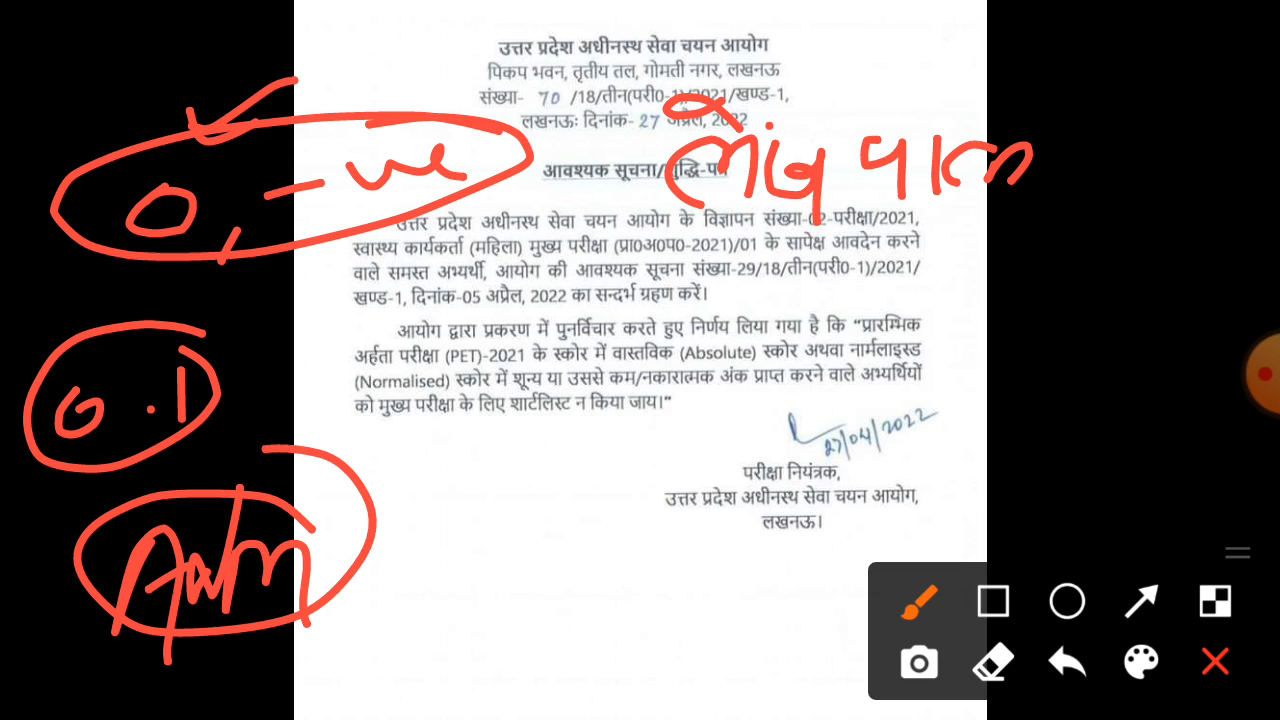 उत्तर प्रदेश अधीनस्थ सेवा चयन आयोग
पिकप भवन, तृतीय तल, गोमती नगर, लखनऊ
संख्या- 70 /18/तीन(परी0-1)/2021/खण्ड-1,
लखनऊः दिनांक- 27 अप्रैल, 2022
0, -ve
लेखपाल
आवश्यक सूचना/शुद्धि-पत्र
उत्तर प्रदेश अधीनस्थ सेवा चयन आयोग के विज्ञापन संख्या-02-परीक्षा/2021,
स्वास्थ्य कार्यकर्ता (महिला) मुख्य परीक्षा (प्रा0अ0प0-2021)/01 के सापेक्ष आवदेन करने
वाले समस्त अभ्यर्थी, आयोग की आवश्यक सूचना संख्या-29/18/तीन(परी0-1)/2021/
खण्ड-1, दिनांक-05 अप्रैल, 2022 का सन्दर्भ ग्रहण करें।
आयोग द्वारा प्रकरण में पुनर्विचार करते हुए निर्णय लिया गया है कि "प्रारम्भिक
अर्हता परीक्षा (PET)-2021 के स्कोर में वास्तविक (Absolute) स्कोर अथवा नार्मलाइस्ड
(Normalised) स्कोर में शून्य या उससे कम/नकारात्मक अंक प्राप्त करने वाले अभ्यर्थियों
को मुख्य परीक्षा के लिए शार्टलिस्ट न किया जाय।"
0.1
27/04/2022
परीक्षा नियंत्रक,
उत्तर प्रदेश अधीनस्थ सेवा चयन आयोग,
लखनऊ।